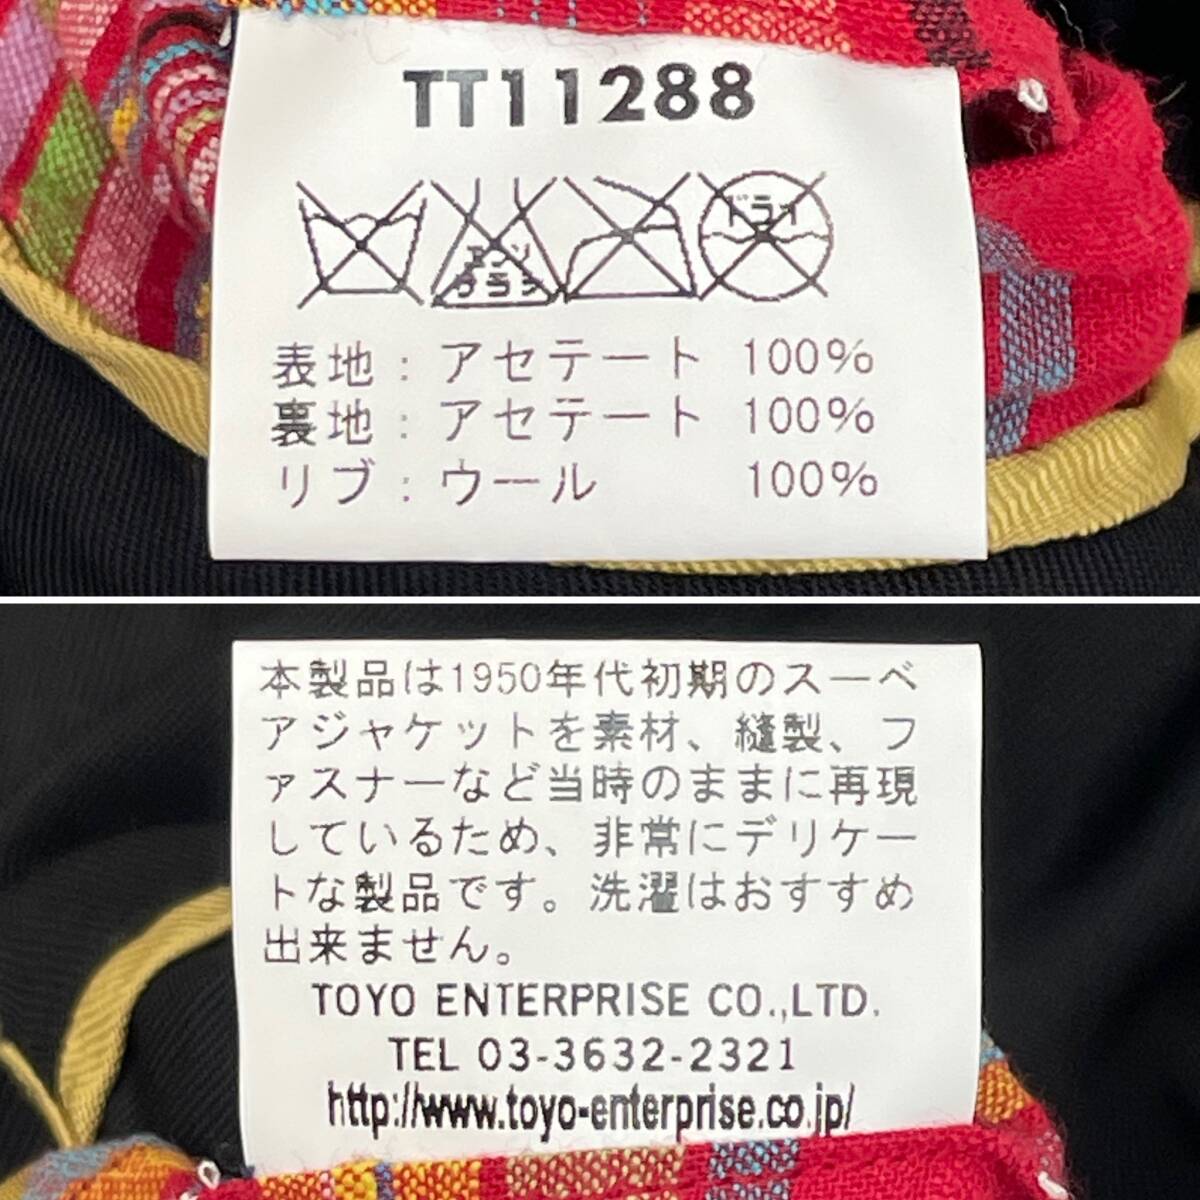 TT11288
エンソ
ドライ
表地：アセテート 100%
裏地：アセテート 100%
リブ：ウール 100%
本製品は1950年代初期のスーベ
アジャケットを素材、縫製、フ
ァスナーなど当時のままに再現
しているため、非常にデリケー
トな製品です。洗濯はおすすめ
出来ません。
TOYO ENTERPRISE CO.,LTD.
TEL 03-3632-2321
http://www.toyo-enterprise.co.jp/